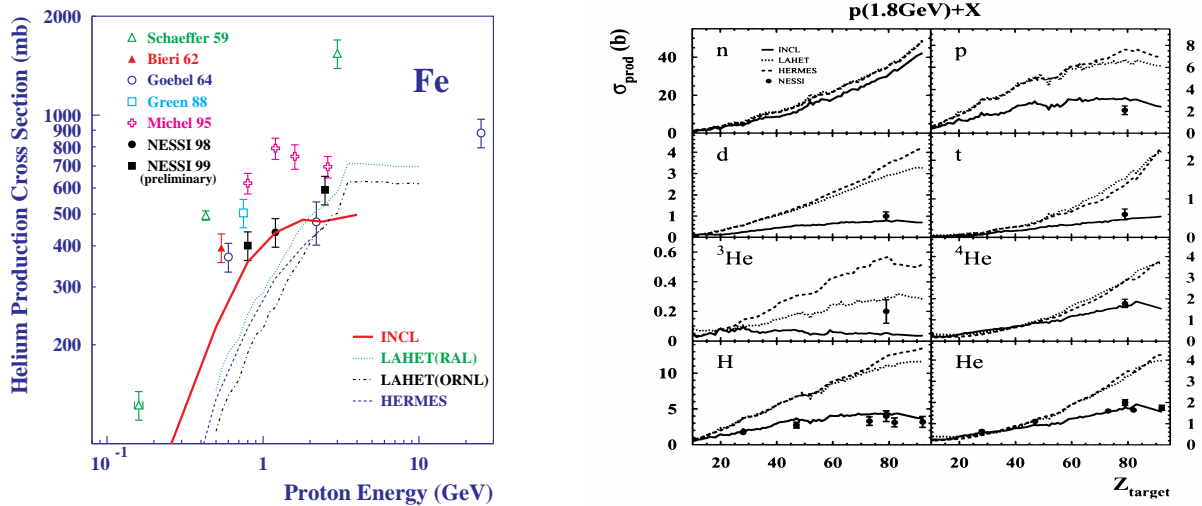 Helium Production Cross Section (mb)
2000
1000
900
800
700
600
500
400
300
200
Schaeffer 59
Bieri 62
Goebel 64
Green 88
Michel 95
NESSI 98
NESSI 99
(preliminary)
Fe
INCL
LAHET(RAL)
LAHET(ORNL)
HERMES
10 -1
1
10
Proton Energy (GeV)
p(1.8GeV)+X
σprod (b)
n
INCL
LAHET
HERMES
NESSI
40
20
0
p
8
6
4
2
0
d
4
3
2
1
0
t
2
1
0
3He
0.6
0.4
0.2
0
4He
4
3
2
1
0
H
10
5
0
He
4
3
2
1
0
20 40 60 80
20 40 60 80
Ztarget